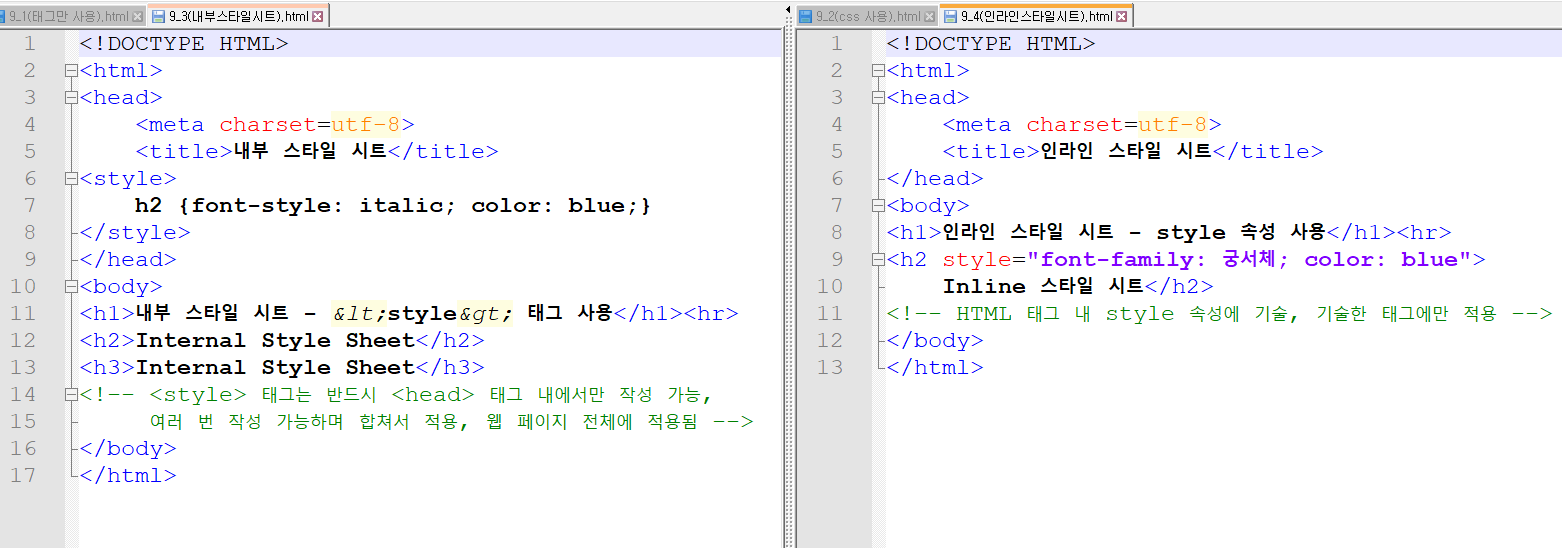 9_1(태그만 사용).html 9_3(내부스타일시트).html
1 <!DOCTYPE HTML>
2 <html>
3 <head>
4 <meta charset=utf-8>
5 <title>내부 스타일 시트</title>
6 <style>
7 h2 {font-style: italic; color: blue;}
8 </style>
9 </head>
10 <body>
11 <h1>내부 스타일 시트 - &lt;style&gt; 태그 사용</h1><hr>
12 <h2>Internal Style Sheet</h2>
13 <h3>Internal Style Sheet</h3>
14 <!-- <style> 태그는 반드시 <head> 태그 내에서만 작성 가능,
15 여러 번 작성 가능하며 합쳐서 적용, 웹 페이지 전체에 적용됨 -->
16 </body>
17 </html>
9_2(css 사용).html 9_4(인라인스타일시트).html
1 <!DOCTYPE HTML>
2 <html>
3 <head>
4 <meta charset=utf-8>
5 <title>인라인 스타일 시트</title>
6 </head>
7 <body>
8 <h1>인라인 스타일 시트 - style 속성 사용</h1><hr>
9 <h2 style="font-family: 궁서체; color: blue">
10 Inline 스타일 시트</h2>
11 <!-- HTML 태그 내 style 속성에 기술, 기술한 태그에만 적용 -->
12 </body>
13 </html>